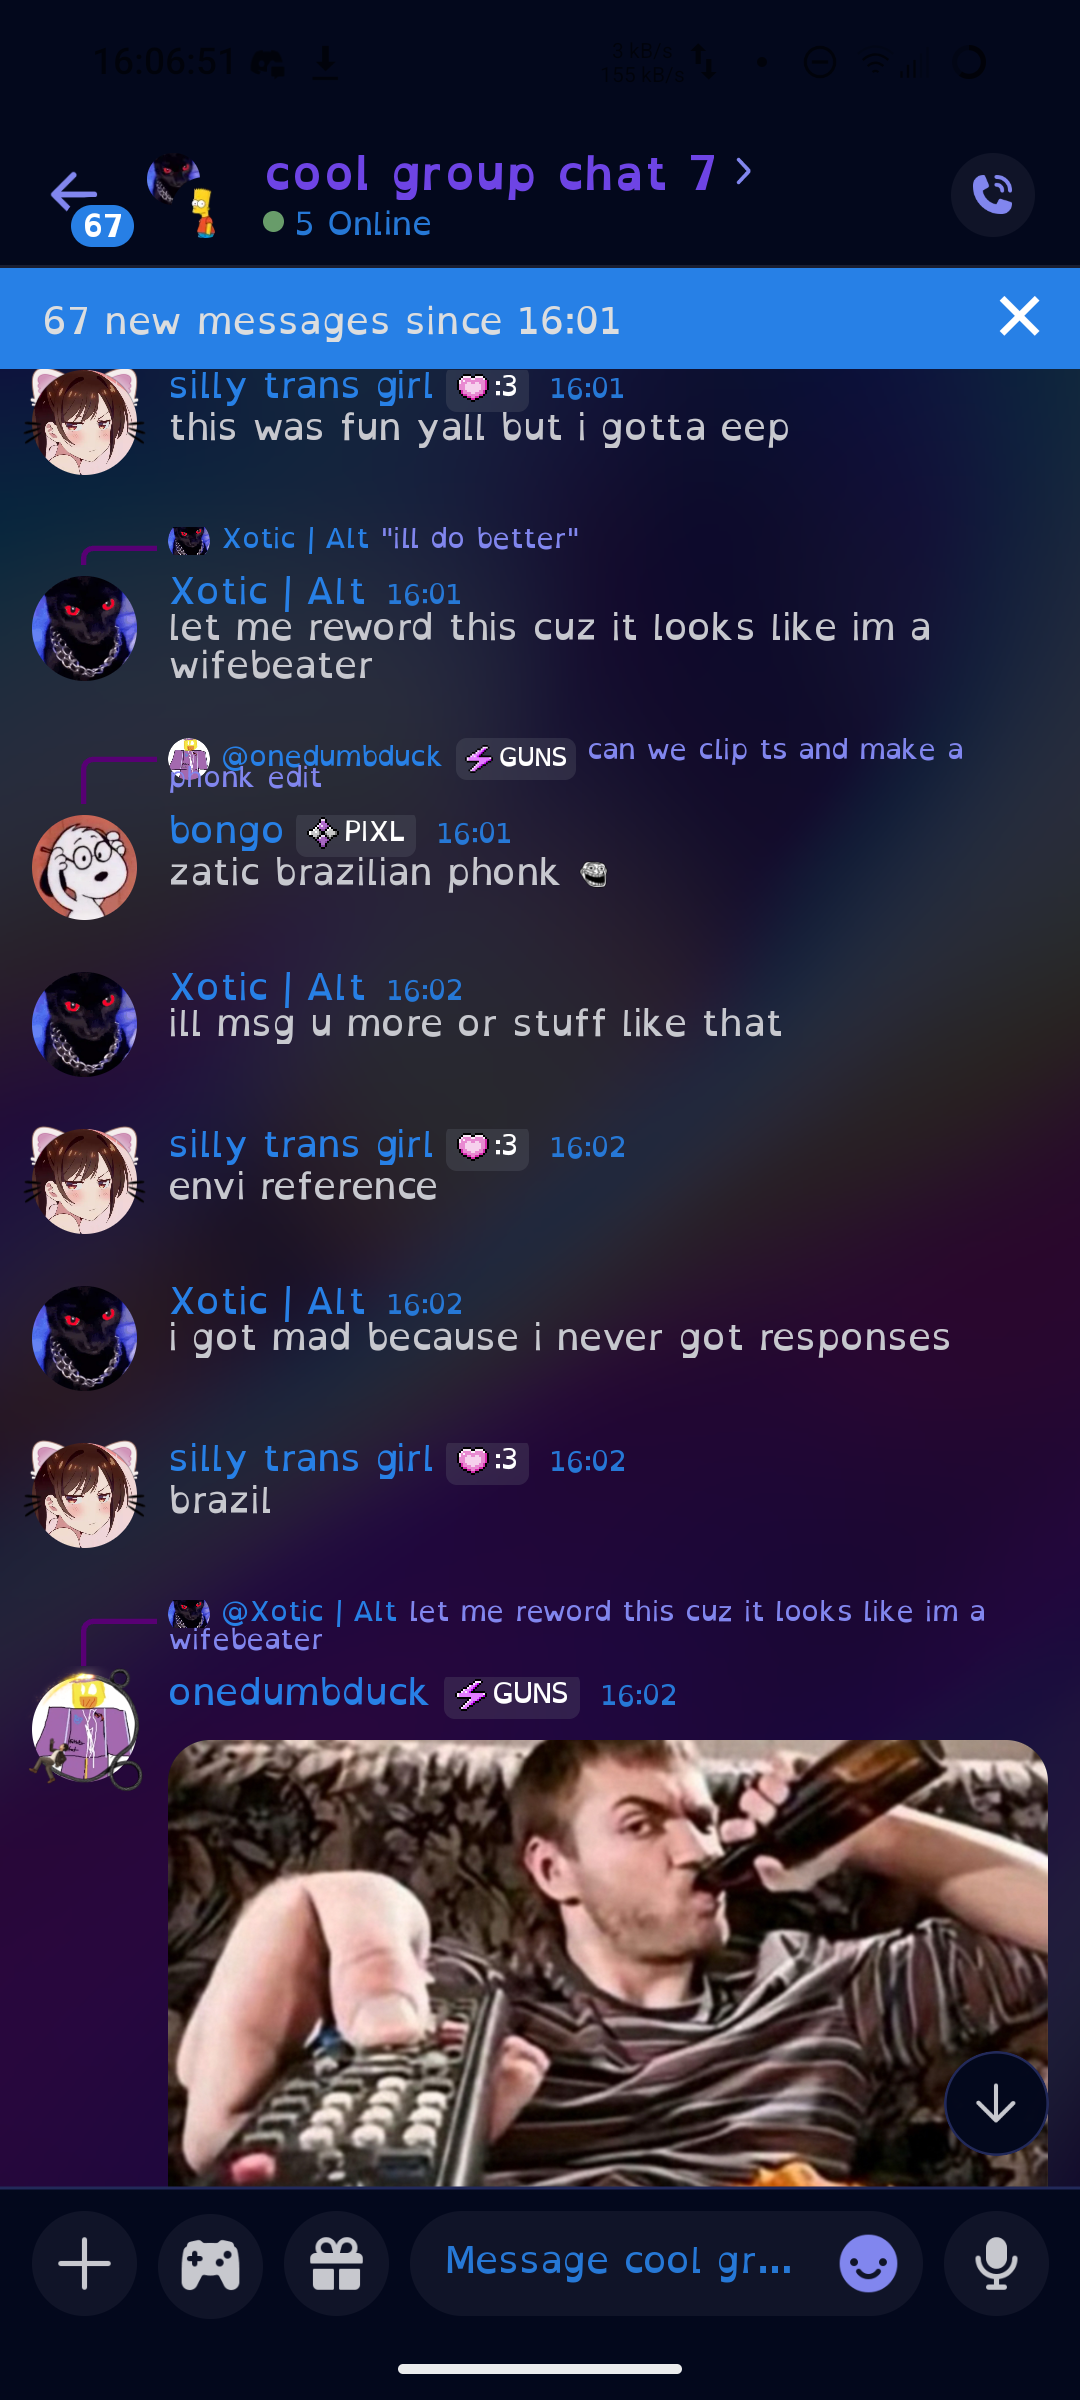 16:06:51
3 kB/s
155 kB/s
cool group chat 7
67
5 Online
67 new messages since 16:01
silly trans girl :3 16:01
this was fun yall but i gotta eep
Xotic | Alt "ill do better"
Xotic | Alt 16:01
let me reword this cuz it looks like im a
wifebeater
@onedumbduck GUNS can we clip ts and make a
phonk edit
bongo PIXL 16:01
zatic brazilian phonk
Xotic | Alt 16:02
ill msg u more or stuff like that
silly trans girl :3 16:02
envi reference
Xotic | Alt 16:02
i got mad because i never got responses
silly trans girl :3 16:02
brazil
@Xotic | Alt let me reword this cuz it looks like im a
wifebeater
onedumbduck GUNS 16:02
Message cool gr...